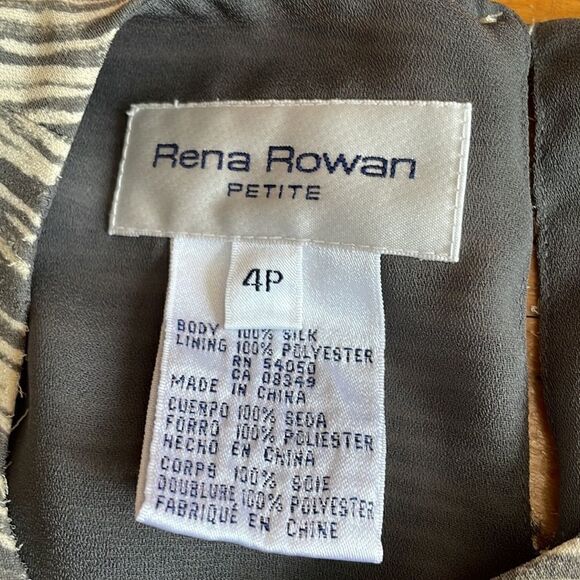 Rena Rowan
PETITE
4P
BODY 100% SILK
LINING 100% POLYESTER
RN 54050
CA 08349
MADE IN CHINA
CUERPO 100% SEDA
FORRO 100% POLIESTER
HECHO EN CHINA
CORPS 100% SOIE
DOUBLURE 100% POLYESTER
FABRIQUÉ EN CHINE